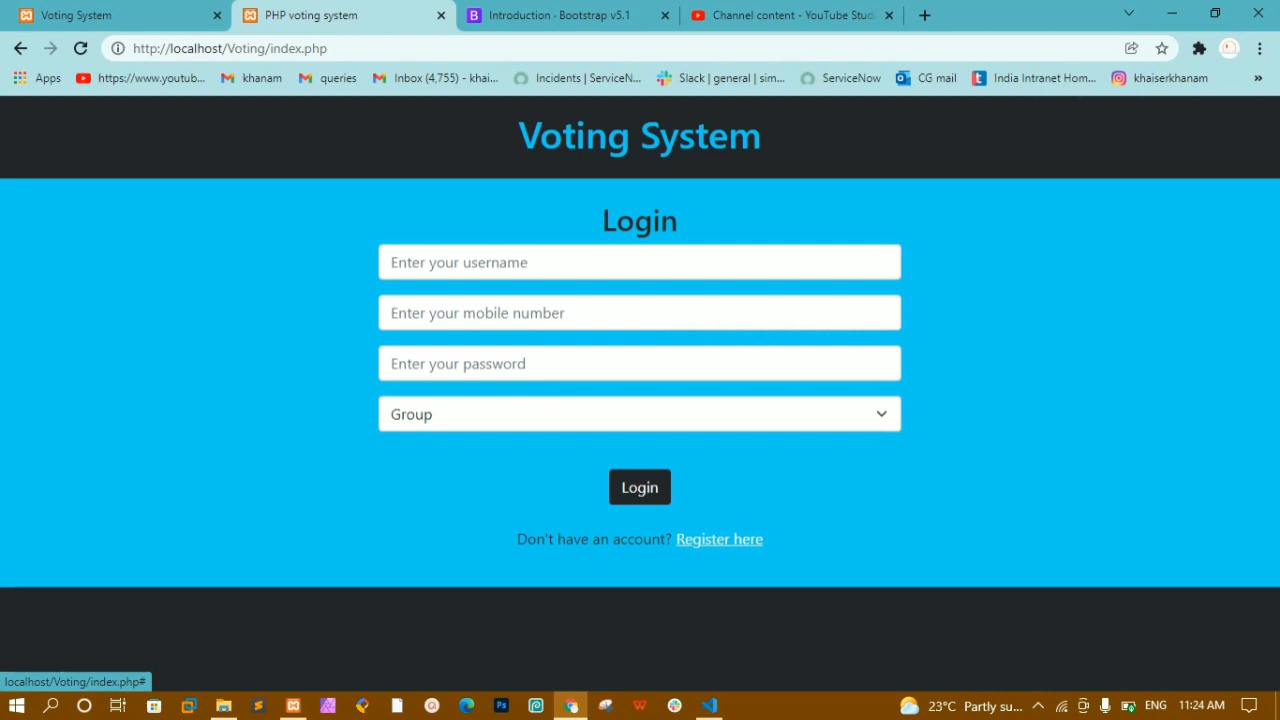 Voting System
PHP voting system
Introduction · Bootstrap v5.1
Channel content - YouTube Stud
http://localhost/Voting/index.php
Apps
https://www.youtub...
khanam
queries
Inbox (4,755) - khai...
Incidents | ServiceN...
Slack | general | sim...
ServiceNow
CG mail
India Intranet Hom...
khaiserkhanam
»
Voting System
Login
Enter your username
Enter your mobile number
Enter your password
Group
Login
Don't have an account? Register here
localhost/Voting/index.php#
23°C Partly su...
ENG
11:24 AM